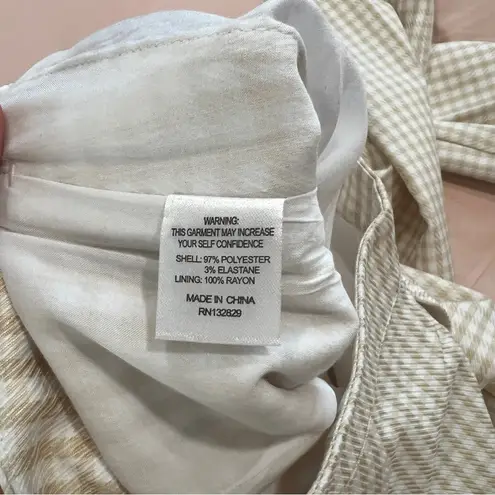 WARNING:
THIS GARMENT MAY INCREASE
YOUR SELF CONFIDENCE
SHELL: 97% POLYESTER
3% ELASTANE
LINING: 100% RAYON
MADE IN CHINA
RN132829